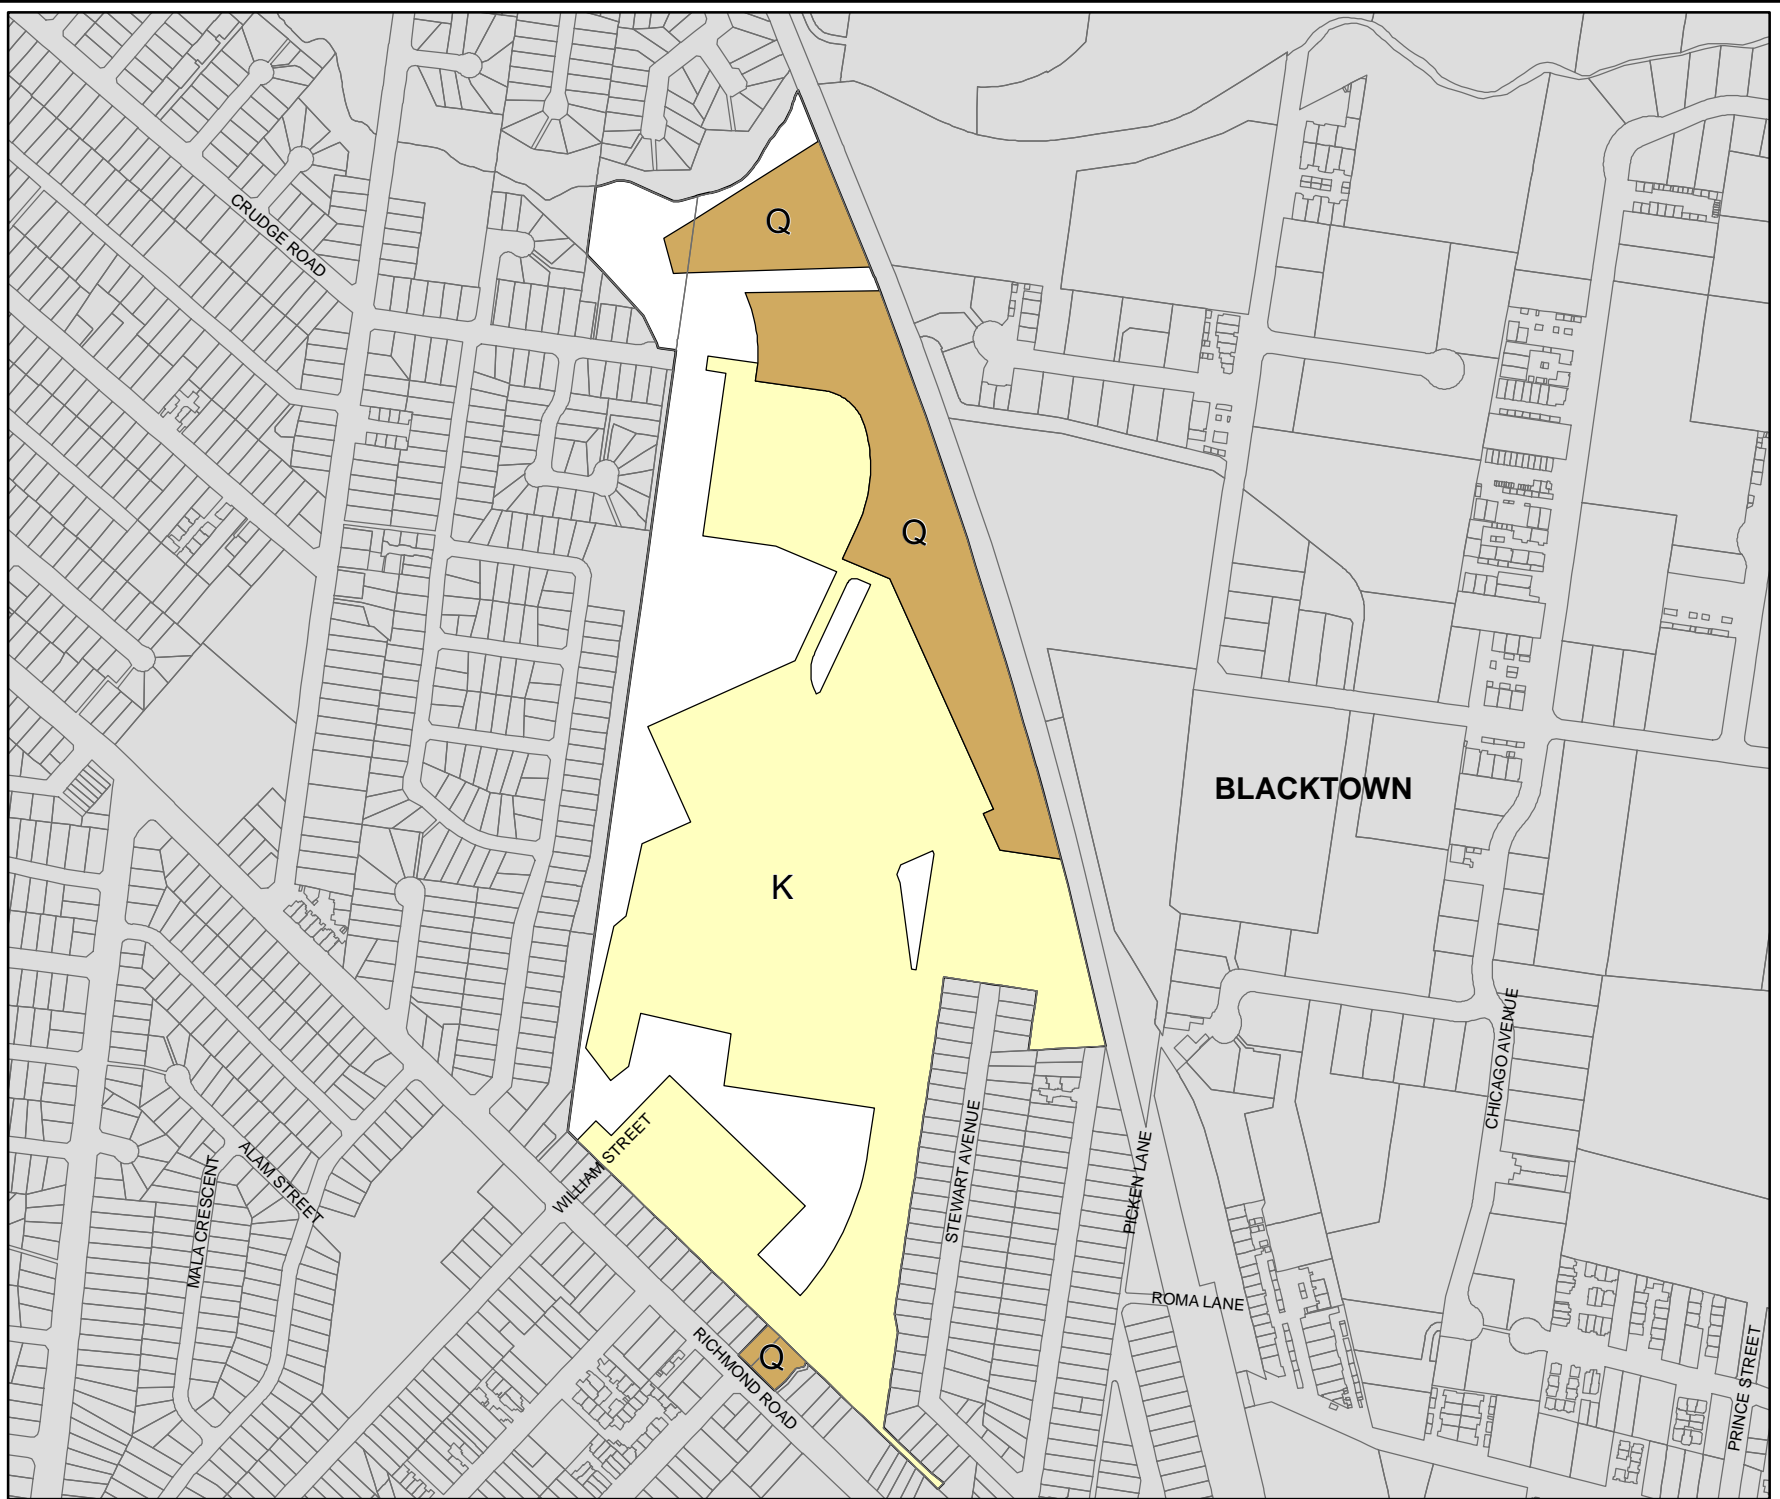 Q
CRUDGE ROAD
Q
BLACKTOWN
K
CHICAGO AVENUE
STEWART AVENUE
WILLIAM STREET
ALAM STREET
MALA CRESCENT
PICKEN LANE
ROMA LANE
Q
RICHMOND ROAD
PRINCE STREET